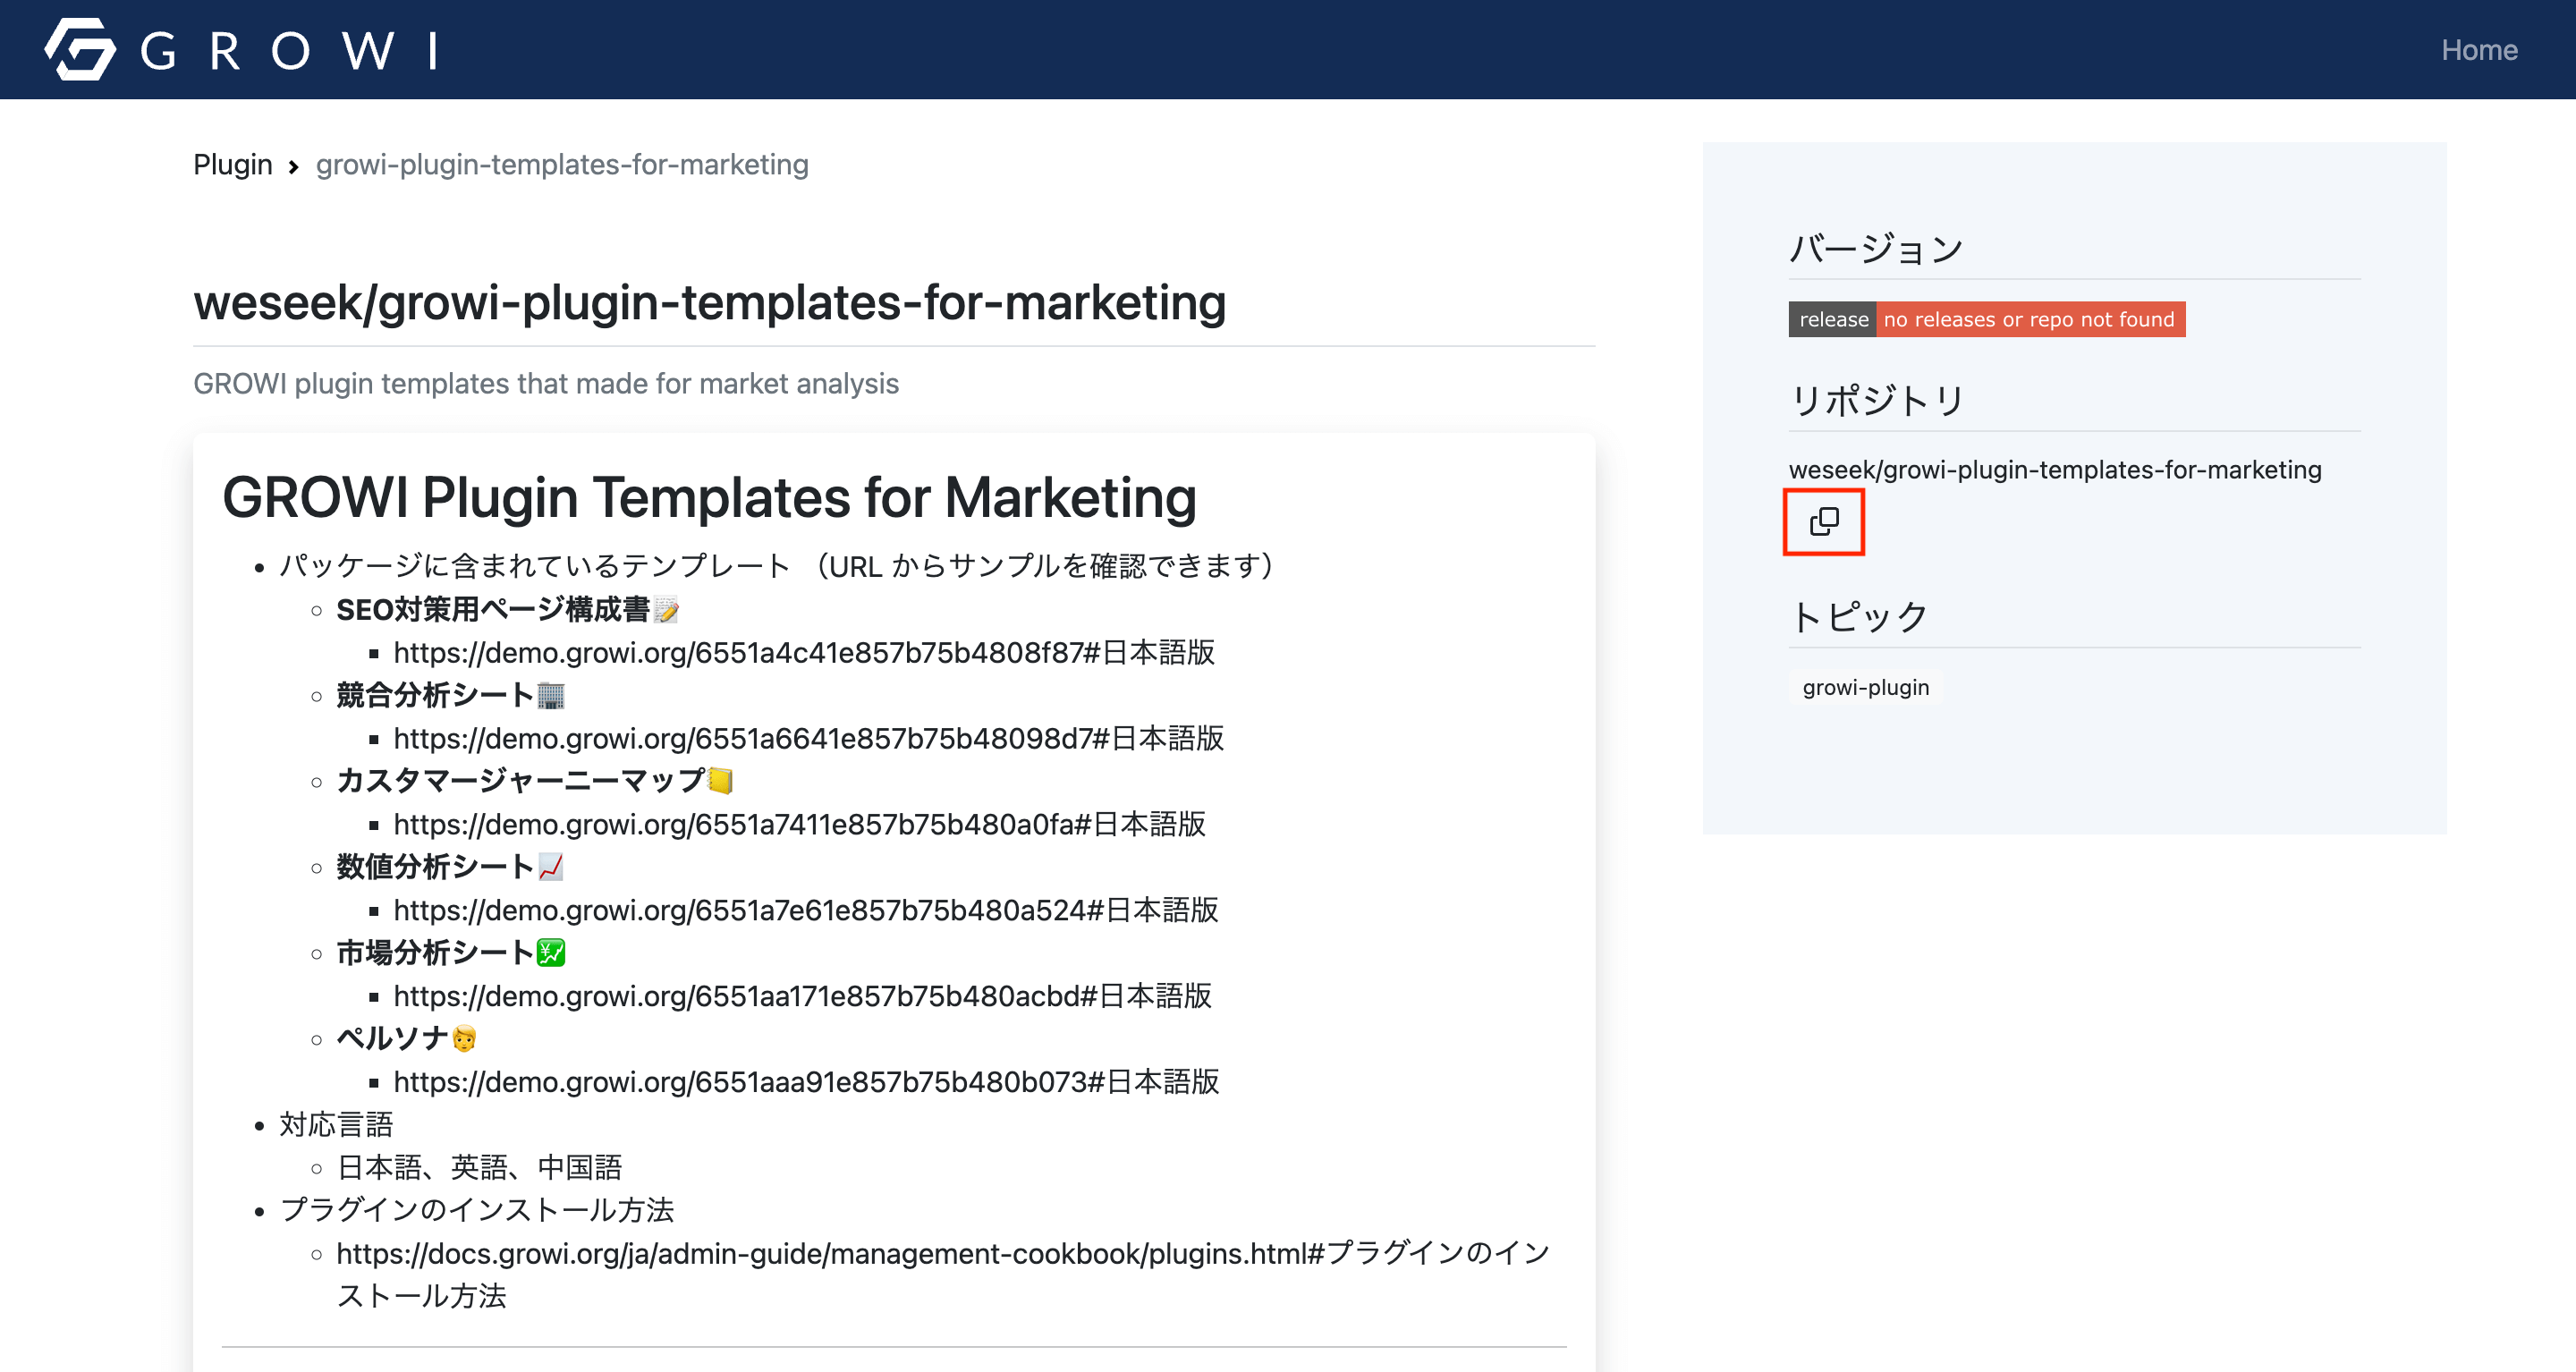 GROWI
Home
Plugin › growi-plugin-templates-for-marketing
weseek/growi-plugin-templates-for-marketing
GROWI plugin templates that made for market analysis
GROWI Plugin Templates for Marketing
パッケージに含まれているテンプレート （URL からサンプルを確認できます）
SEO対策用ページ構成書📝
https://demo.growi.org/6551a4c41e857b75b4808f87#日本語版
競合分析シート🏢
https://demo.growi.org/6551a6641e857b75b48098d7#日本語版
カスタマージャーニーマップ📒
https://demo.growi.org/6551a7411e857b75b480a0fa#日本語版
数値分析シート📈
https://demo.growi.org/6551a7e61e857b75b480a524#日本語版
市場分析シート💹
https://demo.growi.org/6551aa171e857b75b480acbd#日本語版
ペルソナ🧑
https://demo.growi.org/6551aaa91e857b75b480b073#日本語版
対応言語
日本語、英語、中国語
プラグインのインストール方法
https://docs.growi.org/ja/admin-guide/management-cookbook/plugins.html#プラグインのイン
ストール方法
バージョン
release no releases or repo not found
リポジトリ
weseek/growi-plugin-templates-for-marketing
トピック
growi-plugin